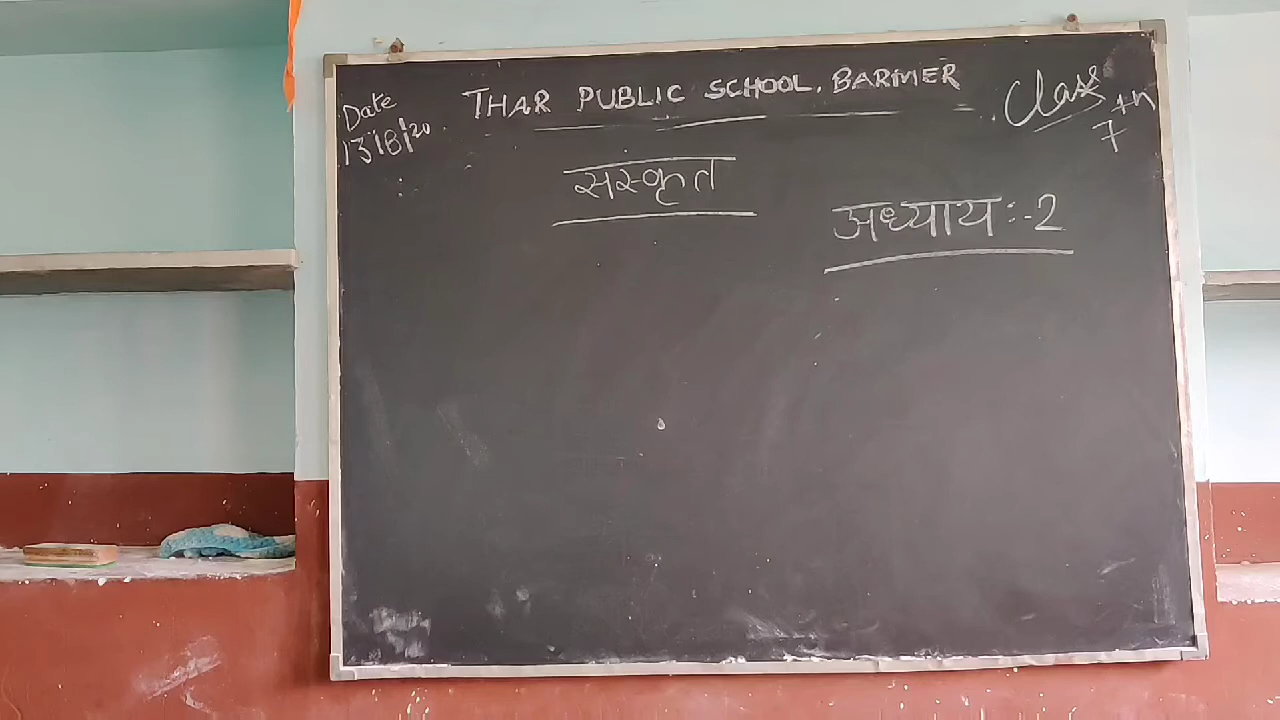 Date
13/8/20
THAR PUBLIC SCHOOL, BARMER
Class
7th
संस्कृत
अध्याय:-2